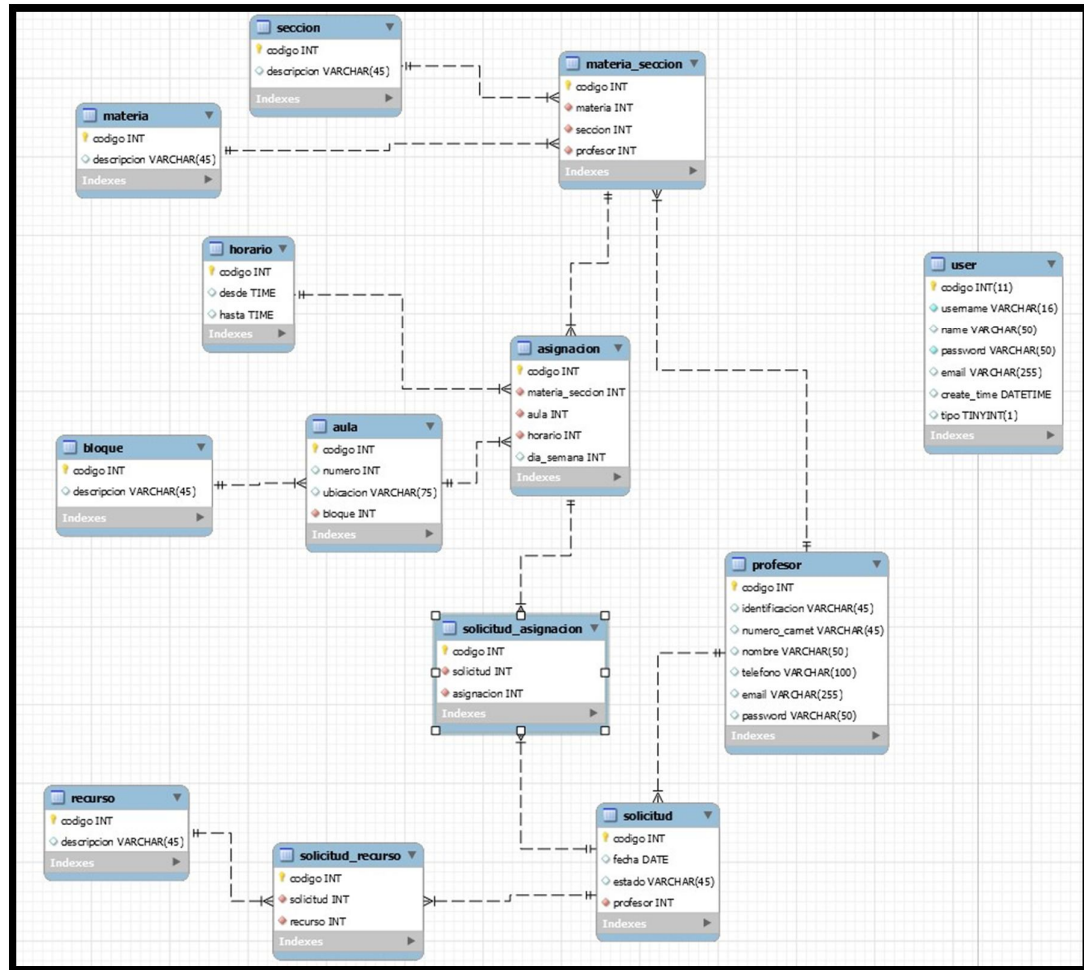 seccion
codigo INT
descripcion VARCHAR(45)
Indexes
materia_seccion
codigo INT
materia INT
seccion INT
profesor INT
Indexes
materia
codigo INT
descripcion VARCHAR(45)
Indexes
horario
codigo INT
desde TIME
hasta TIME
Indexes
user
codigo INT(11)
username VARCHAR(16)
name VARCHAR(50)
password VARCHAR(50)
email VARCHAR(255)
create_time DATETIME
tipo TINYINT(1)
Indexes
asignacion
codigo INT
materia_seccion INT
aula INT
horario INT
dia_semana INT
Indexes
aula
codigo INT
numero INT
ubicacion VARCHAR(75)
bloque INT
Indexes
bloque
codigo INT
descripcion VARCHAR(45)
Indexes
profesor
codigo INT
identificacion VARCHAR(45)
numero_carnet VARCHAR(45)
nombre VARCHAR(50)
telefono VARCHAR(100)
email VARCHAR(255)
password VARCHAR(50)
Indexes
solicitud_asignacion
codigo INT
solicitud INT
asignacion INT
Indexes
recurso
codigo INT
descripcion VARCHAR(45)
Indexes
solicitud_recurso
codigo INT
solicitud INT
recurso INT
Indexes
solicitud
codigo INT
fecha DATE
estado VARCHAR(45)
profesor INT
Indexes